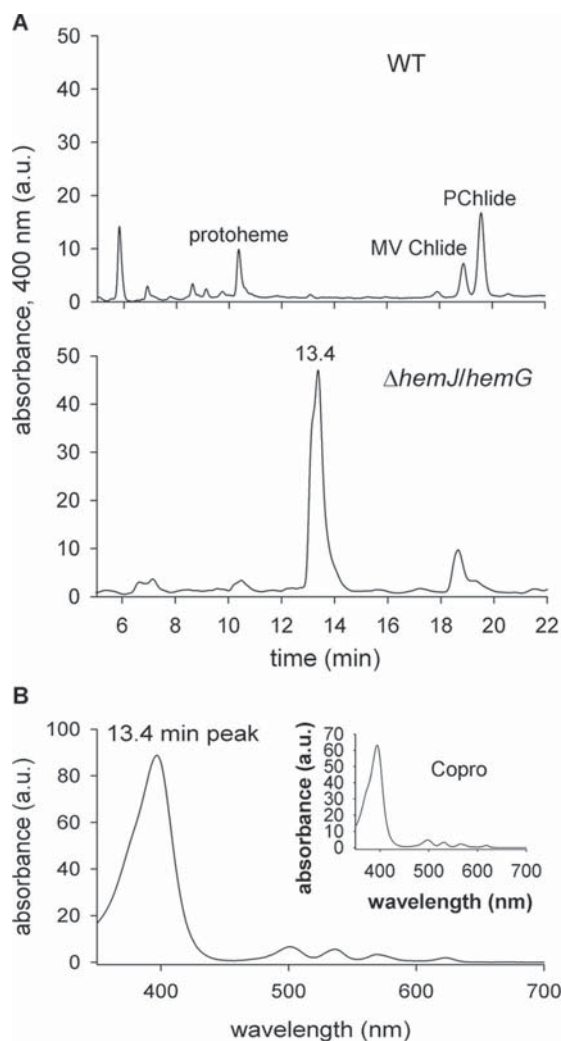 A
WT
50
40
30
20
10
0
protoheme
MV Chlide
PChlide
absorbance, 400 nm (a.u.)
13.4
ΔhemJ/hemG
50
40
30
20
10
0
6 8 10 12 14 16 18 20 22
time (min)
B
13.4 min peak
100
80
60
40
20
0
absorbance (a.u.)
400 500 600 700
wavelength (nm)
Copro
70
60
50
40
30
20
10
0
absorbance (a.u.)
400 500 600 700
wavelength (nm)